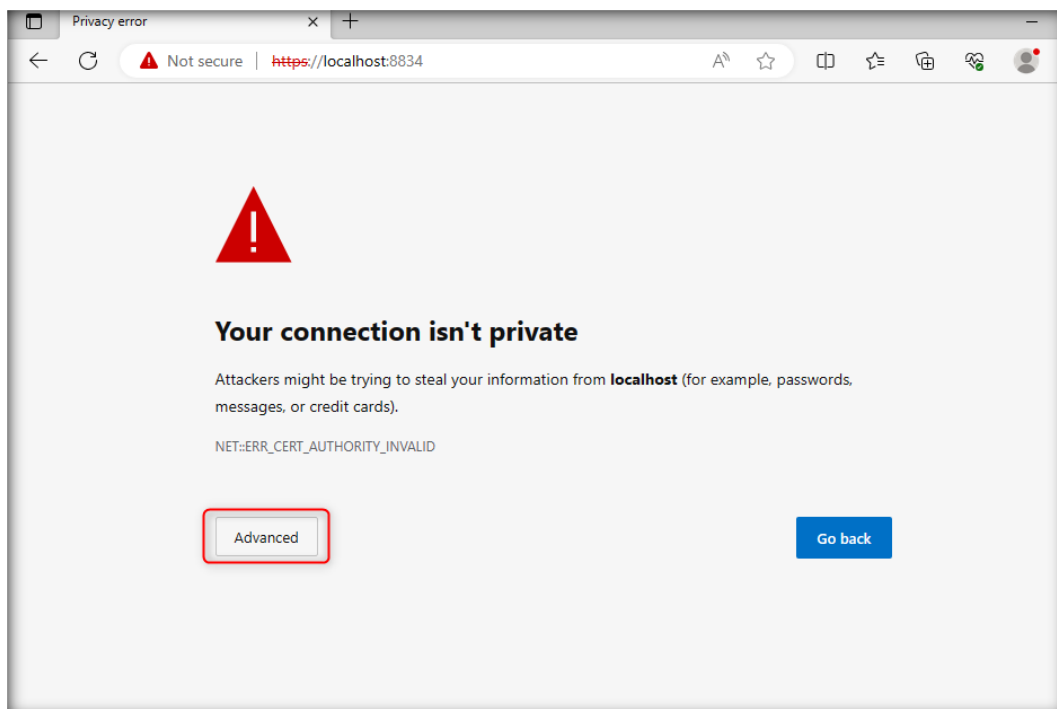 Privacy error
Not secure | https://localhost:8834
Your connection isn't private
Attackers might be trying to steal your information from localhost (for example, passwords,
messages, or credit cards).
NET::ERR_CERT_AUTHORITY_INVALID
Advanced
Go back